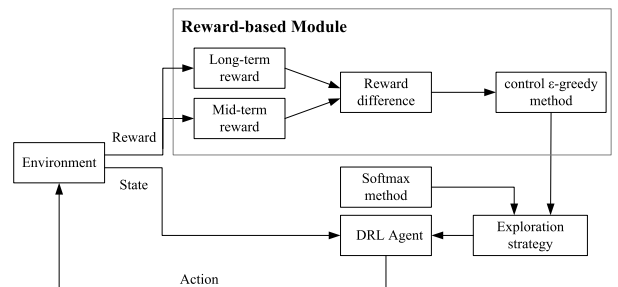 Reward-based Module
Long-term
reward
Mid-term
reward
Reward
difference
control ε-greedy
method
Reward
Environment
State
Softmax
method
DRL Agent
Exploration
strategy
Action